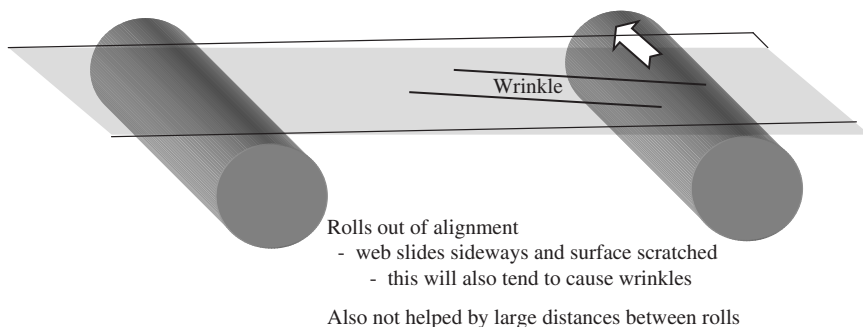 Wrinkle
Rolls out of alignment
- web slides sideways and surface scratched
- this will also tend to cause wrinkles
Also not helped by large distances between rolls